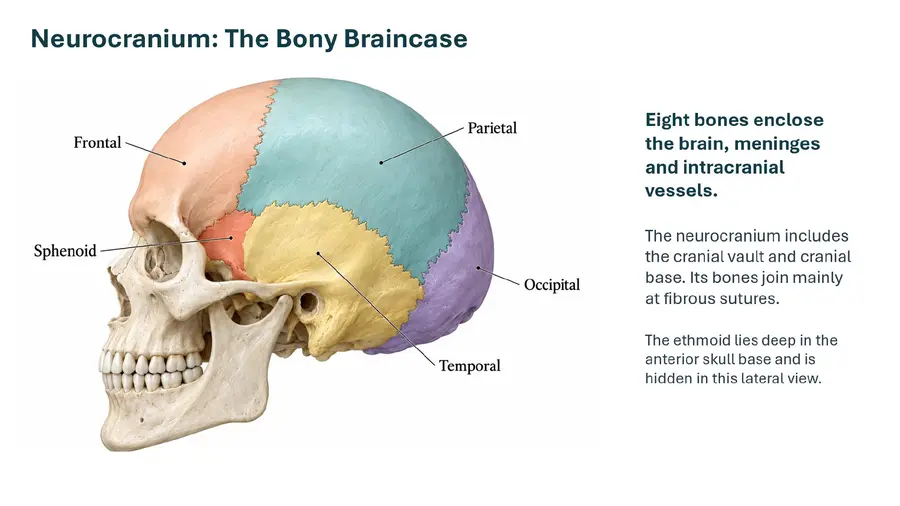 Neurocranium: The Bony Braincase
Frontal
Parietal
Sphenoid
Occipital
Temporal
Eight bones enclose
the brain, meninges
and intracranial
vessels.
The neurocranium includes
the cranial vault and cranial
base. Its bones join mainly
at fibrous sutures.
The ethmoid lies deep in the
anterior skull base and is
hidden in this lateral view.